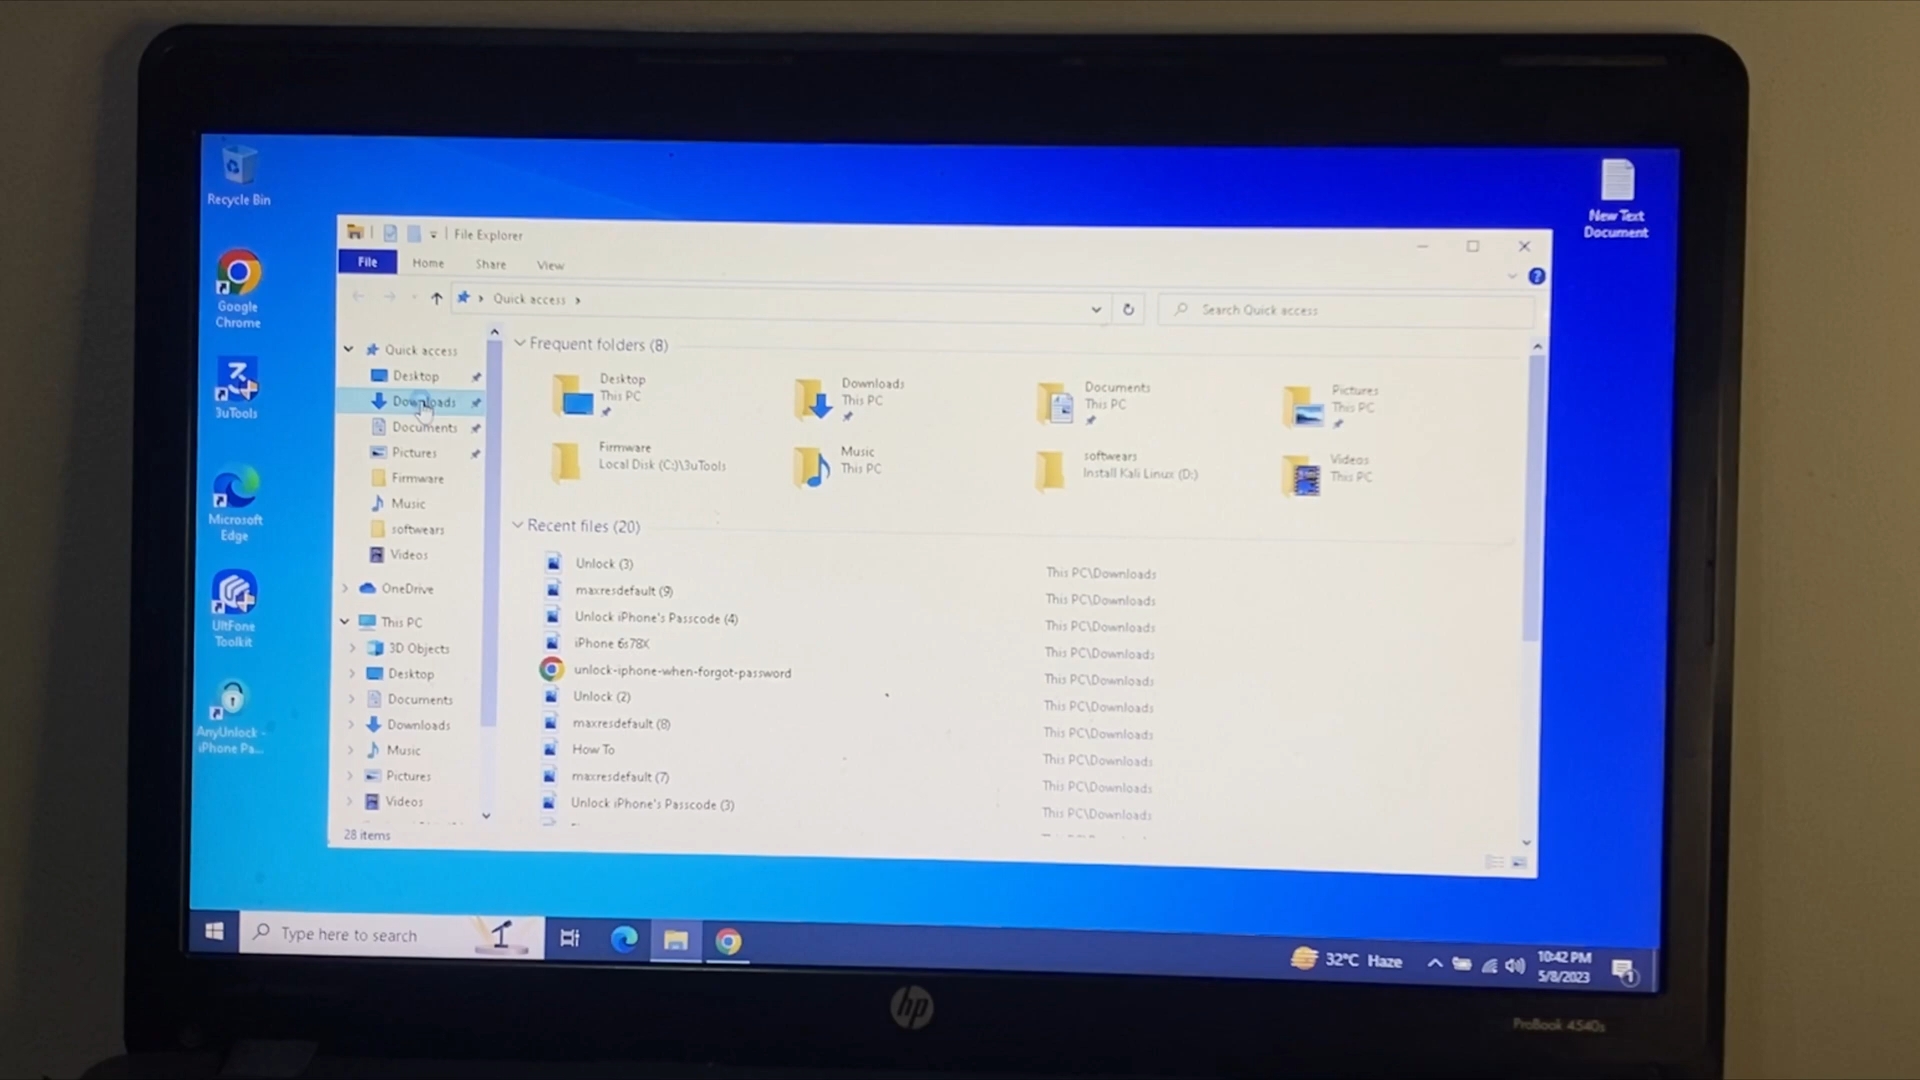 Recycle Bin
New Text
Document
File Explorer
File
Home
Share
View
Quick access
Search Quick access
Google
Chrome
3uTools
Microsoft
Edge
UltFone
Toolkit
AnyUnlock -
iPhone Pa...
Quick access
Desktop
Downloads
Documents
Pictures
Firmware
Music
softwears
Videos
OneDrive
This PC
3D Objects
Desktop
Documents
Downloads
Music
Pictures
Videos
28 items
Frequent folders (8)
Desktop
This PC
Downloads
This PC
Documents
This PC
Pictures
This PC
Firmware
Local Disk (C:)\3uTools
Music
This PC
softwears
Install Kali Linux (D:)
Videos
This PC
Recent files (20)
Unlock (3)
This PC\Downloads
maxresdefault (9)
This PC\Downloads
Unlock iPhone's Passcode (4)
This PC\Downloads
iPhone 6s78X
This PC\Downloads
unlock-iphone-when-forgot-password
This PC\Downloads
Unlock (2)
This PC\Downloads
maxresdefault (8)
This PC\Downloads
How To
This PC\Downloads
maxresdefault (7)
This PC\Downloads
Unlock iPhone's Passcode (3)
This PC\Downloads
Type here to search
32°C Haze
10:42 PM
5/8/2023
1
hp
ProBook 4540s